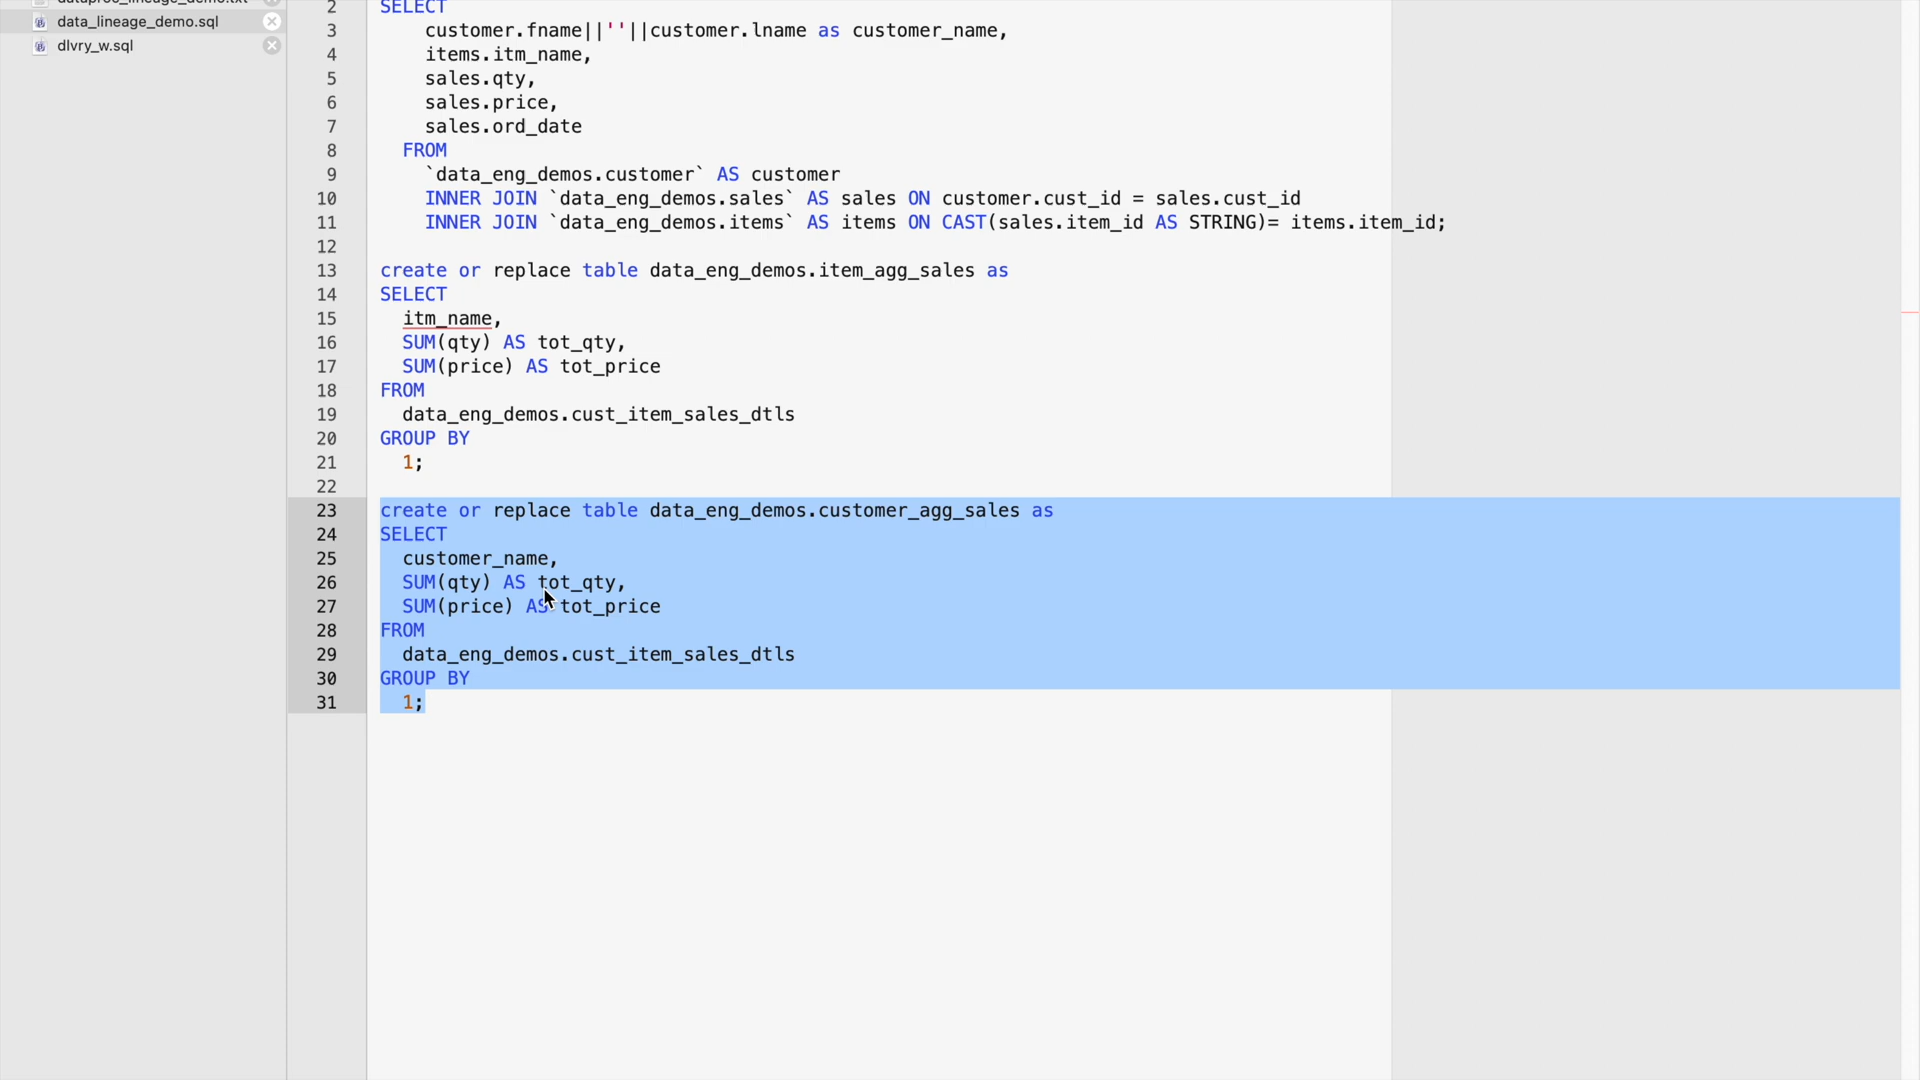 dataproc_lineage_demo.txt
data_lineage_demo.sql
dlvry_w.sql
2 SELECT
3 customer.fname||''||customer.lname as customer_name,
4 items.itm_name,
5 sales.qty,
6 sales.price,
7 sales.ord_date
8 FROM
9 `data_eng_demos.customer` AS customer
10 INNER JOIN `data_eng_demos.sales` AS sales ON customer.cust_id = sales.cust_id
11 INNER JOIN `data_eng_demos.items` AS items ON CAST(sales.item_id AS STRING)= items.item_id;
12
13 create or replace table data_eng_demos.item_agg_sales as
14 SELECT
15 itm_name,
16 SUM(qty) AS tot_qty,
17 SUM(price) AS tot_price
18 FROM
19 data_eng_demos.cust_item_sales_dtls
20 GROUP BY
21 1;
22
23 create or replace table data_eng_demos.customer_agg_sales as
24 SELECT
25 customer_name,
26 SUM(qty) AS tot_qty,
27 SUM(price) AS tot_price
28 FROM
29 data_eng_demos.cust_item_sales_dtls
30 GROUP BY
31 1;